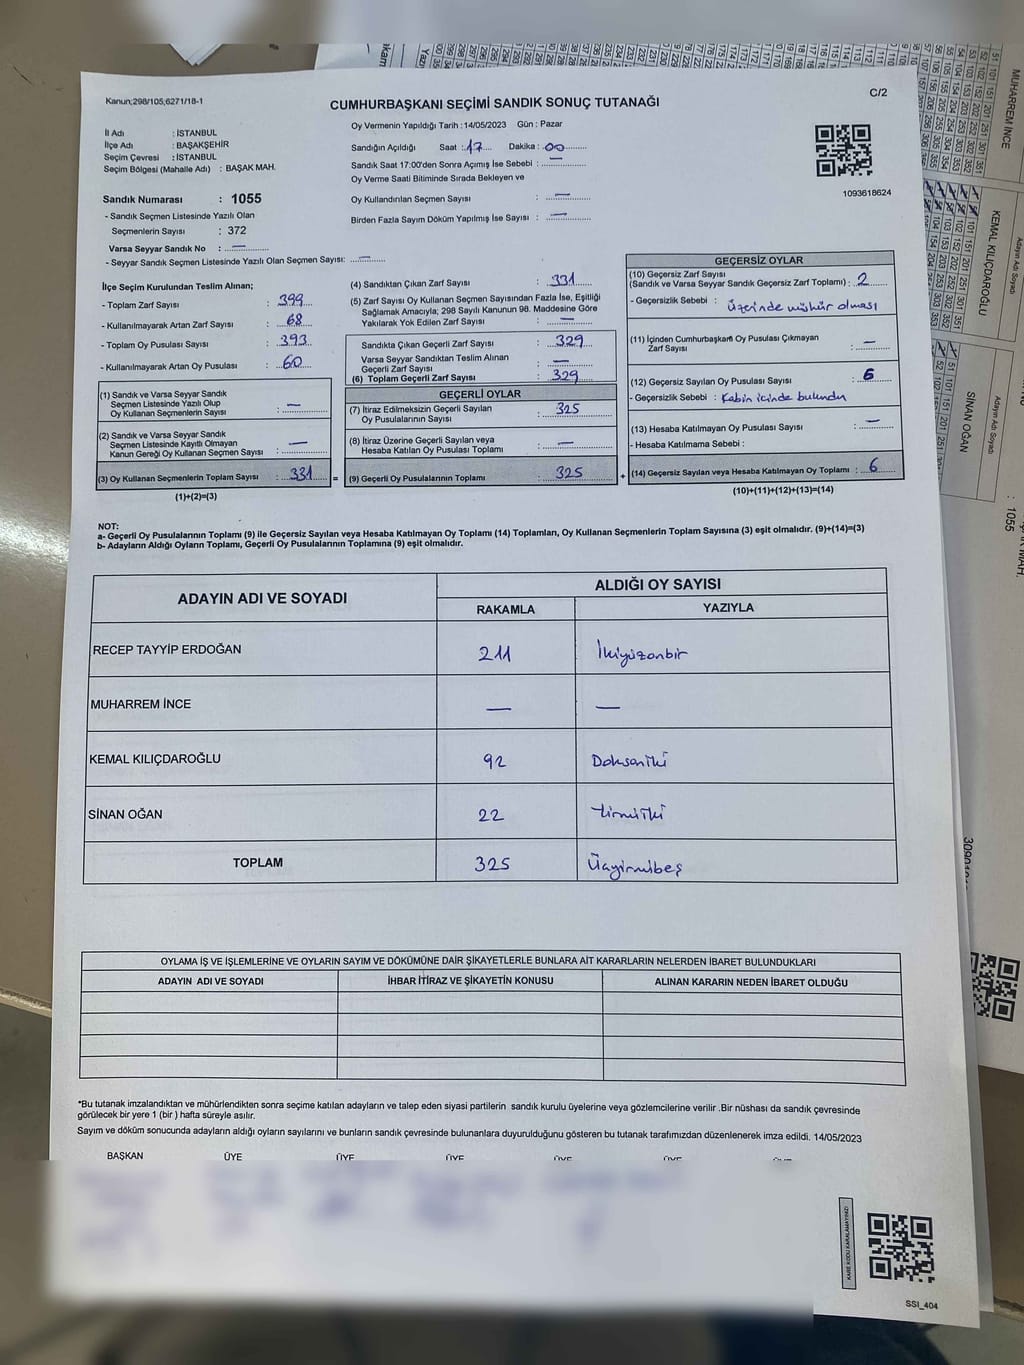 Kanun;298/105;6271/18-1
CUMHURBAŞKANI SEÇİMİ SANDIK SONUÇ TUTANAĞI
C/2
İl Adı : İSTANBUL
İlçe Adı : BAŞAKŞEHİR
Seçim Çevresi : İSTANBUL
Seçim Bölgesi (Mahalle Adı) : BAŞAK MAH.
Oy Vermenin Yapıldığı Tarih : 14/05/2023 Gün : Pazar
Sandığın Açıldığı Saat : 17 Dakika : 00
Sandık Saat 17:00'den Sonra Açımış İse Sebebi : —
Oy Verme Saati Bitiminde Sırada Bekleyen ve
Oy Kullandırılan Seçmen Sayısı : —
Birden Fazla Sayım Döküm Yapılmış İse Sayısı : —
1093618624
Sandık Numarası : 1055
- Sandık Seçmen Listesinde Yazılı Olan
Seçmenlerin Sayısı : 372
Varsa Seyyar Sandık No : —
- Seyyar Sandık Seçmen Listesinde Yazılı Olan Seçmen Sayısı: —
İlçe Seçim Kurulundan Teslim Alınan;
- Toplam Zarf Sayısı : 399
- Kullanılmayarak Artan Zarf Sayısı : 68
- Toplam Oy Pusulası Sayısı : 393
- Kullanılmayarak Artan Oy Pusulası : 60
(1) Sandık ve Varsa Seyyar Sandık
Seçmen Listesinde Yazılı Olup
Oy Kullanan Seçmenlerin Sayısı : —
(2) Sandık ve Varsa Seyyar Sandık
Seçmen Listesinde Kayıtlı Olmayan
Kanun Gereği Oy Kullanan Seçmen Sayısı : —
(3) Oy Kullanan Seçmenlerin Toplam Sayısı : 331
(1)+(2)=(3)
(4) Sandıktan Çıkan Zarf Sayısı : 331
(5) Zarf Sayısı Oy Kullanan Seçmen Sayısından Fazla İse, Eşitliği
Sağlamak Amacıyla; 298 Sayılı Kanunun 98. Maddesine Göre
Yakılarak Yok Edilen Zarf Sayısı : —
Sandıkta Çıkan Geçerli Zarf Sayısı : 329
Varsa Seyyar Sandıktan Teslim Alınan
Geçerli Zarf Sayısı : —
(6) Toplam Geçerli Zarf Sayısı : 329
GEÇERLİ OYLAR
(7) İtiraz Edilmeksizin Geçerli Sayılan
Oy Pusulalarının Sayısı : 325
(8) İtiraz Üzerine Geçerli Sayılan veya
Hesaba Katılan Oy Pusulası Toplamı : —
(9) Geçerli Oy Pusulalarının Toplamı : 325
GEÇERSİZ OYLAR
(10) Geçersiz Zarf Sayısı
(Sandık ve Varsa Seyyar Sandık Geçersiz Zarf Toplamı) : 2
- Geçersizlik Sebebi : Üzerinde mühür olması
(11) İçinden Cumhurbaşkanı Oy Pusulası Çıkmayan
Zarf Sayısı : —
(12) Geçersiz Sayılan Oy Pusulası Sayısı : 6
- Geçersizlik Sebebi : Kabin içinde bulundu
(13) Hesaba Katılmayan Oy Pusulası Sayısı : —
- Hesaba Katılmama Sebebi :
(14) Geçersiz Sayılan veya Hesaba Katılmayan Oy Toplamı : 6
(10)+(11)+(12)+(13)=(14)
NOT:
a- Geçerli Oy Pusulalarının Toplamı (9) ile Geçersiz Sayılan veya Hesaba Katılmayan Oy Toplamı (14) Toplamları, Oy Kullanan Seçmenlerin Toplam Sayısına (3) eşit olmalıdır. (9)+(14)=(3)
b- Adayların Aldığı Oyların Toplamı, Geçerli Oy Pusulalarının Toplamına (9) eşit olmalıdır.
ADAYIN ADI VE SOYADI
ALDIĞI OY SAYISI
RAKAMLA YAZIYLA
RECEP TAYYİP ERDOĞAN 211 İkiyüzonbir
MUHARREM İNCE — —
KEMAL KILIÇDAROĞLU 92 Doksaniki
SİNAN OĞAN 22 Yirmiiki
TOPLAM 325 Üçyirmibeş
OYLAMA İŞ VE İŞLEMLERİNE VE OYLARIN SAYIM VE DÖKÜMÜNE DAİR ŞİKAYETLERLE BUNLARA AİT KARARLARIN NELERDEN İBARET BULUNDUKLARI
ADAYIN ADI VE SOYADI İHBAR İTİRAZ VE ŞİKAYETİN KONUSU ALINAN KARARIN NEDEN İBARET OLDUĞU
*Bu tutanak imzalandıktan ve mühürlendikten sonra seçime katılan adayların ve talep eden siyasi partilerin sandık kurulu üyelerine veya gözlemcilerine verilir .Bir nüshası da sandık çevresinde
görülecek bir yere 1 (bir ) hafta süreyle asılır.
Sayım ve döküm sonucunda adayların aldığı oyların sayılarını ve bunların sandık çevresinde bulunanlara duyurulduğunu gösteren bu tutanak tarafımızdan düzenlenerek imza edildi. 14/05/2023
BAŞKAN ÜYE ÜYE ÜYE ÜYE ÜYE
KARE KODU KARALAMAYINIZ!
SSI_404
MUHARREM İNCE
KEMAL KILIÇDAROĞLU
SİNAN OĞAN
Adayın Adı Soyadı
1055